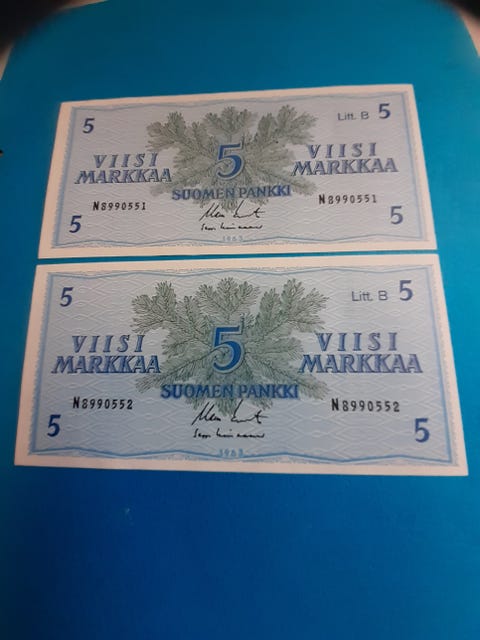 5 Litt. B 5
5
VIISI VIISI
MARKKAA MARKKAA
SUOMEN PANKKI
N8990551 N8990551
5 5
1963
5 Litt. B 5
5
VIISI VIISI
MARKKAA MARKKAA
SUOMEN PANKKI
N8990552 N8990552
5 5
1963